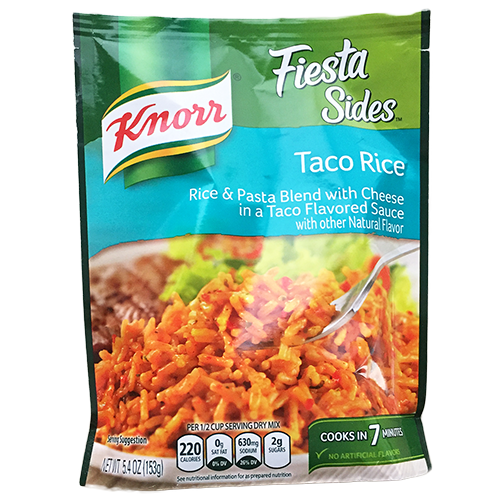 Knorr®
Fiesta
Sides™
Taco Rice
Rice & Pasta Blend with Cheese
in a Taco Flavored Sauce
with other Natural Flavor
PER 1/2 CUP SERVING DRY MIX
220 CALORIES
0g SAT FAT 0% DV
630mg SODIUM 26% DV
2g SUGARS
See nutritional information for as prepared nutrition
Serving Suggestion
NET WT. 5.4 OZ (153g)
COOKS IN 7 MINUTES
✓ NO ARTIFICIAL FLAVORS